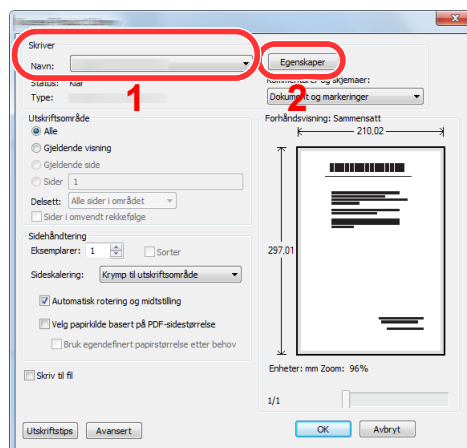 Skriver
Navn:
Egenskaper
Status: Klar
Kommentarer og skjemaer:
Type:
Dokument og markeringer
1
2
Utskriftsområde
Alle
Gjeldende visning
Gjeldende side
Sider 1
Delsett: Alle sider i området
Sider i omvendt rekkefølge
Forhåndsvisning: Sammensatt
210,02
297,01
Sidehåndtering
Eksemplarer: 1
Sorter
Sideskalering: Krymp til utskriftsområde
Automatisk rotering og midtstilling
Velg papirkilde basert på PDF-sidestørrelse
Bruk egendefinert papirstørrelse etter behov
Enheter: mm Zoom: 96%
Skriv til fil
1/1
Utskriftstips
Avansert
OK
Avbryt